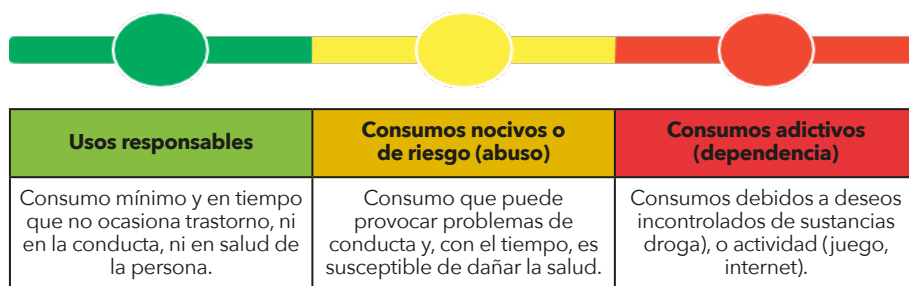 Usos responsables
Consumos nocivos o
de riesgo (abuso)
Consumos adictivos
(dependencia)
Consumo mínimo y en tiempo
que no ocasiona trastorno, ni
en la conducta, ni en salud de
la persona.
Consumo que puede
provocar problemas de
conducta y, con el tiempo, es
susceptible de dañar la salud.
Consumos debidos a deseos
incontrolados de sustancias
droga), o actividad (juego,
internet).